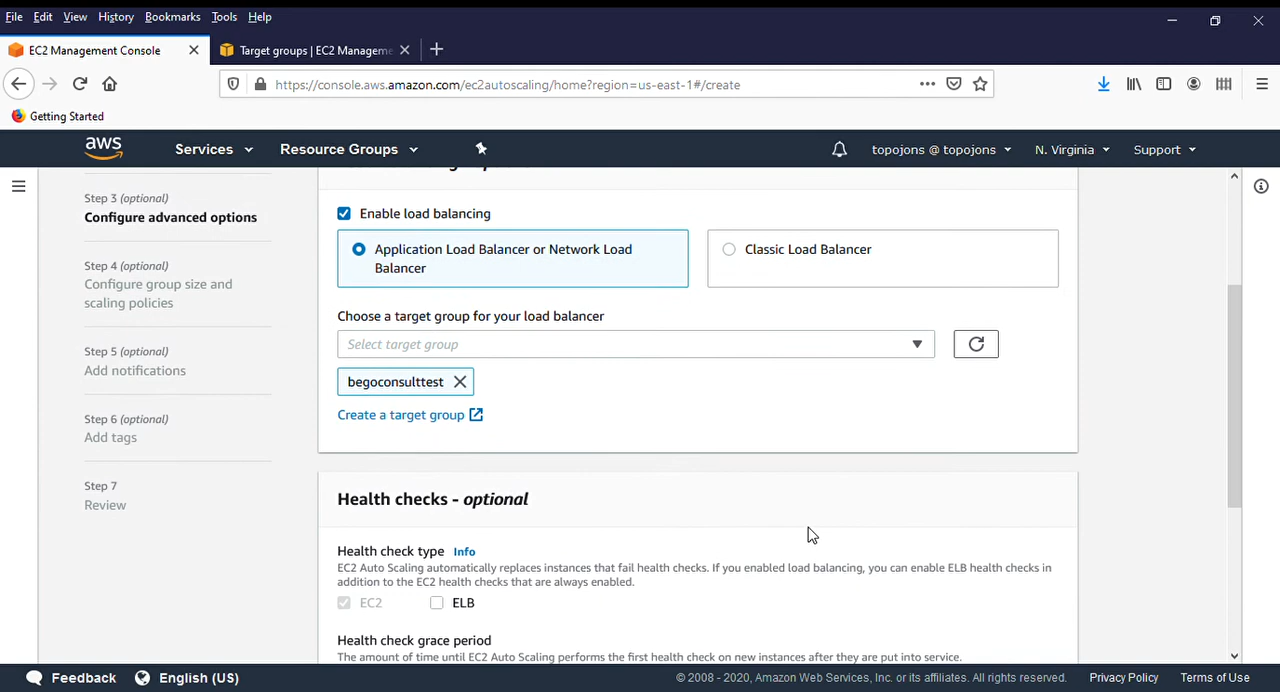 File Edit View History Bookmarks Tools Help
EC2 Management Console
Target groups | EC2 Manageme
https://console.aws.amazon.com/ec2autoscaling/home?region=us-east-1#/create
Getting Started
aws
Services
Resource Groups
topojons @ topojons
N. Virginia
Support
Step 3 (optional)
Configure advanced options
Step 4 (optional)
Configure group size and
scaling policies
Step 5 (optional)
Add notifications
Step 6 (optional)
Add tags
Step 7
Review
Enable load balancing
Application Load Balancer or Network Load
Balancer
Classic Load Balancer
Choose a target group for your load balancer
Select target group
begoconsulttest
Create a target group
Health checks - optional
Health check type Info
EC2 Auto Scaling automatically replaces instances that fail health checks. If you enabled load balancing, you can enable ELB health checks in
addition to the EC2 health checks that are always enabled.
EC2
ELB
Health check grace period
The amount of time until EC2 Auto Scaling performs the first health check on new instances after they are put into service.
Feedback
English (US)
© 2008 - 2020, Amazon Web Services, Inc. or its affiliates. All rights reserved.
Privacy Policy
Terms of Use